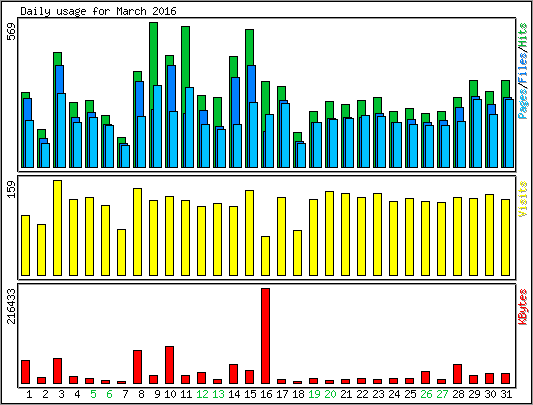 Daily usage for March 2016
569
Pages/Files/Hits
159
Visits
216433
KBytes
1 2 3 4 5 6 7 8 9 10 11 12 13 14 15 16 17 18 19 20 21 22 23 24 25 26 27 28 29 30 31